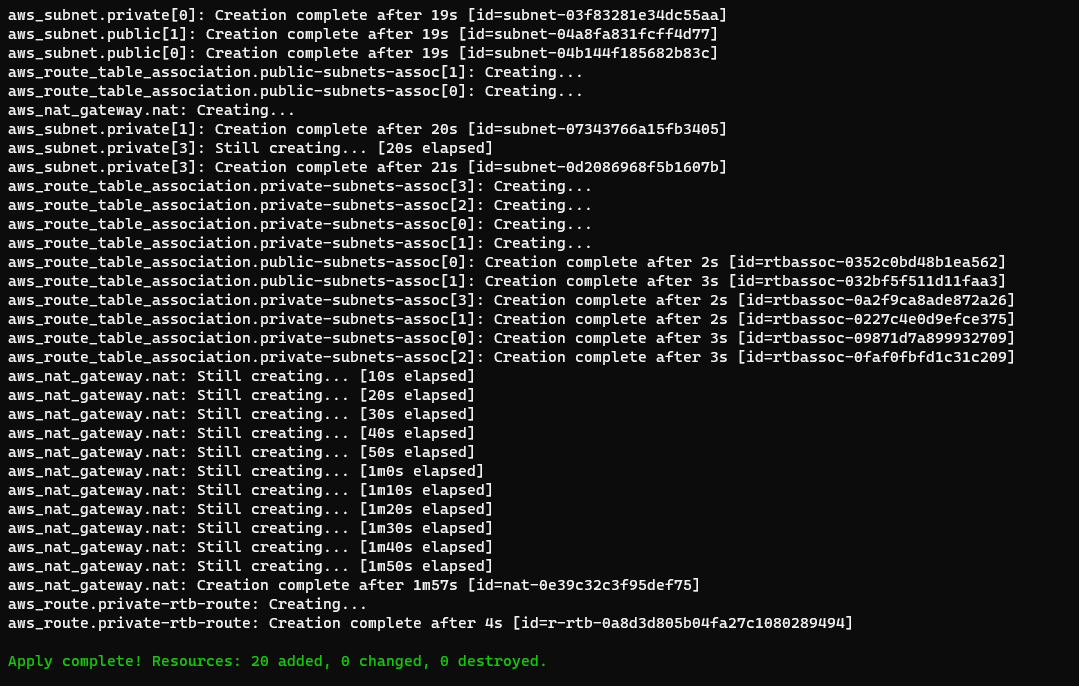 aws_subnet.private[0]: Creation complete after 19s [id=subnet-03f83281e34dc55aa]
aws_subnet.public[1]: Creation complete after 19s [id=subnet-04a8fa831fcff4d77]
aws_subnet.public[0]: Creation complete after 19s [id=subnet-04b144f185682b83c]
aws_route_table_association.public-subnets-assoc[1]: Creating...
aws_route_table_association.public-subnets-assoc[0]: Creating...
aws_nat_gateway.nat: Creating...
aws_subnet.private[1]: Creation complete after 20s [id=subnet-07343766a15fb3405]
aws_subnet.private[3]: Still creating... [20s elapsed]
aws_subnet.private[3]: Creation complete after 21s [id=subnet-0d2086968f5b1607b]
aws_route_table_association.private-subnets-assoc[3]: Creating...
aws_route_table_association.private-subnets-assoc[2]: Creating...
aws_route_table_association.private-subnets-assoc[0]: Creating...
aws_route_table_association.private-subnets-assoc[1]: Creating...
aws_route_table_association.public-subnets-assoc[0]: Creation complete after 2s [id=rtbassoc-0352c0bd48b1ea562]
aws_route_table_association.public-subnets-assoc[1]: Creation complete after 3s [id=rtbassoc-032bf5f511d11faa3]
aws_route_table_association.private-subnets-assoc[3]: Creation complete after 2s [id=rtbassoc-0a2f9ca8ade872a26]
aws_route_table_association.private-subnets-assoc[1]: Creation complete after 2s [id=rtbassoc-0227c4e0d9efce375]
aws_route_table_association.private-subnets-assoc[0]: Creation complete after 3s [id=rtbassoc-09871d7a899932709]
aws_route_table_association.private-subnets-assoc[2]: Creation complete after 3s [id=rtbassoc-0faf0fbfd1c31c209]
aws_nat_gateway.nat: Still creating... [10s elapsed]
aws_nat_gateway.nat: Still creating... [20s elapsed]
aws_nat_gateway.nat: Still creating... [30s elapsed]
aws_nat_gateway.nat: Still creating... [40s elapsed]
aws_nat_gateway.nat: Still creating... [50s elapsed]
aws_nat_gateway.nat: Still creating... [1m0s elapsed]
aws_nat_gateway.nat: Still creating... [1m10s elapsed]
aws_nat_gateway.nat: Still creating... [1m20s elapsed]
aws_nat_gateway.nat: Still creating... [1m30s elapsed]
aws_nat_gateway.nat: Still creating... [1m40s elapsed]
aws_nat_gateway.nat: Still creating... [1m50s elapsed]
aws_nat_gateway.nat: Creation complete after 1m57s [id=nat-0e39c32c3f95def75]
aws_route.private-rtb-route: Creating...
aws_route.private-rtb-route: Creation complete after 4s [id=r-rtb-0a8d3d805b04fa27c1080289494]
Apply complete! Resources: 20 added, 0 changed, 0 destroyed.